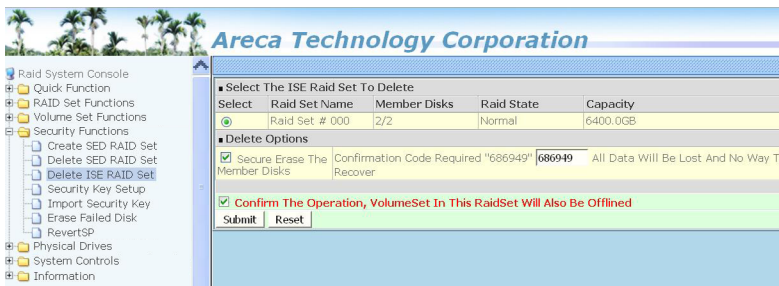 Areca Technology Corporation
Raid System Console
Quick Function
RAID Set Functions
Volume Set Functions
Security Functions
Create SED RAID Set
Delete SED RAID Set
Delete ISE RAID Set
Security Key Setup
Import Security Key
Erase Failed Disk
RevertSP
Physical Drives
System Controls
Information
Select The ISE Raid Set To Delete
Select Raid Set Name Member Disks Raid State Capacity
Raid Set # 000 2/2 Normal 6400.0GB
Delete Options
Secure Erase The Member Disks
Confirmation Code Required "686949" 686949 All Data Will Be Lost And No Way T
Recover
Confirm The Operation, VolumeSet In This RaidSet Will Also Be Offlined
Submit Reset